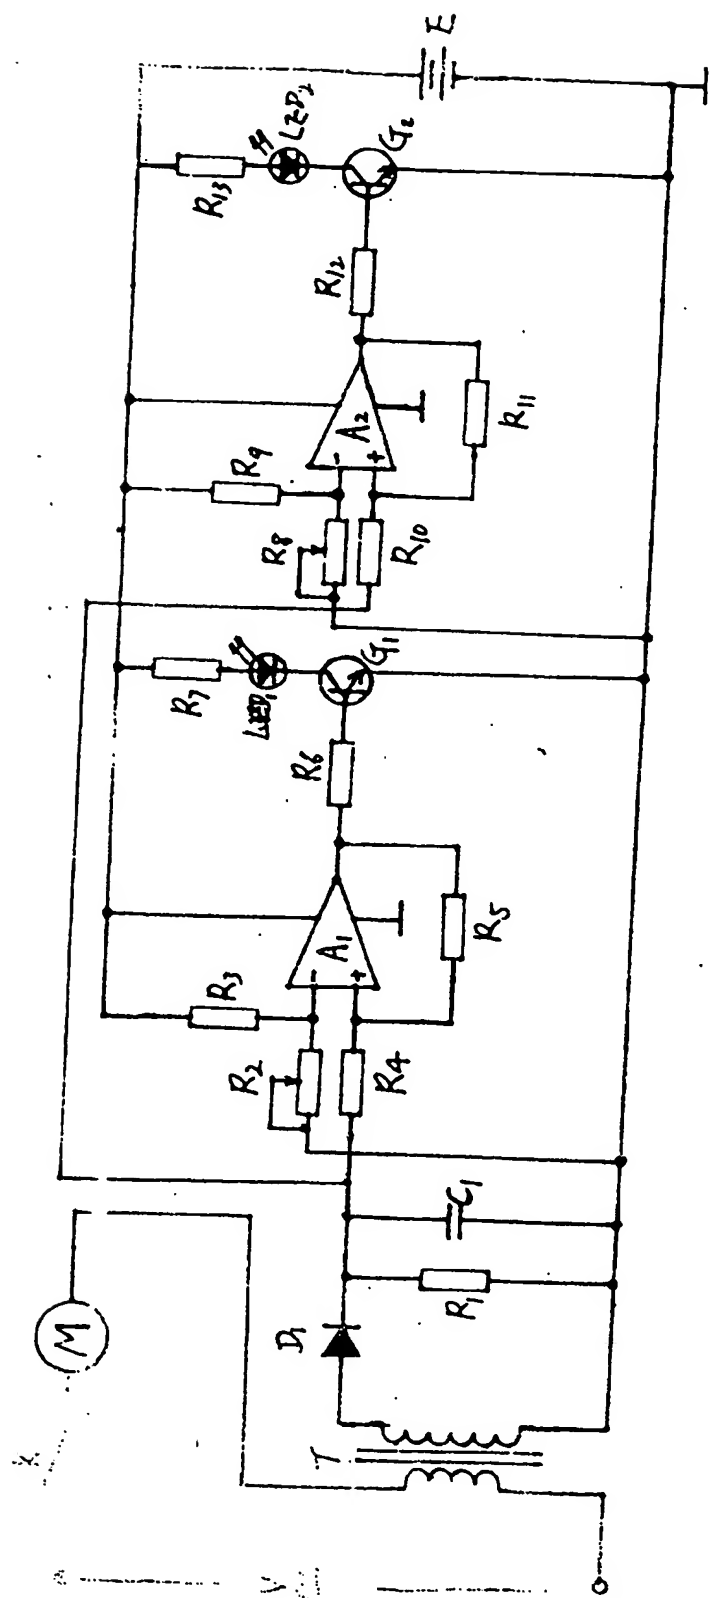 K
M
V
T
D₁
R₁
C₁
R₂
R₃
R₄
A₁
-
+
R₅
R₆
R₇
LED₁
G₁
R₈
R₉
R₁₀
A₂
-
+
R₁₁
R₁₂
R₁₃
LED₂
G₂
E